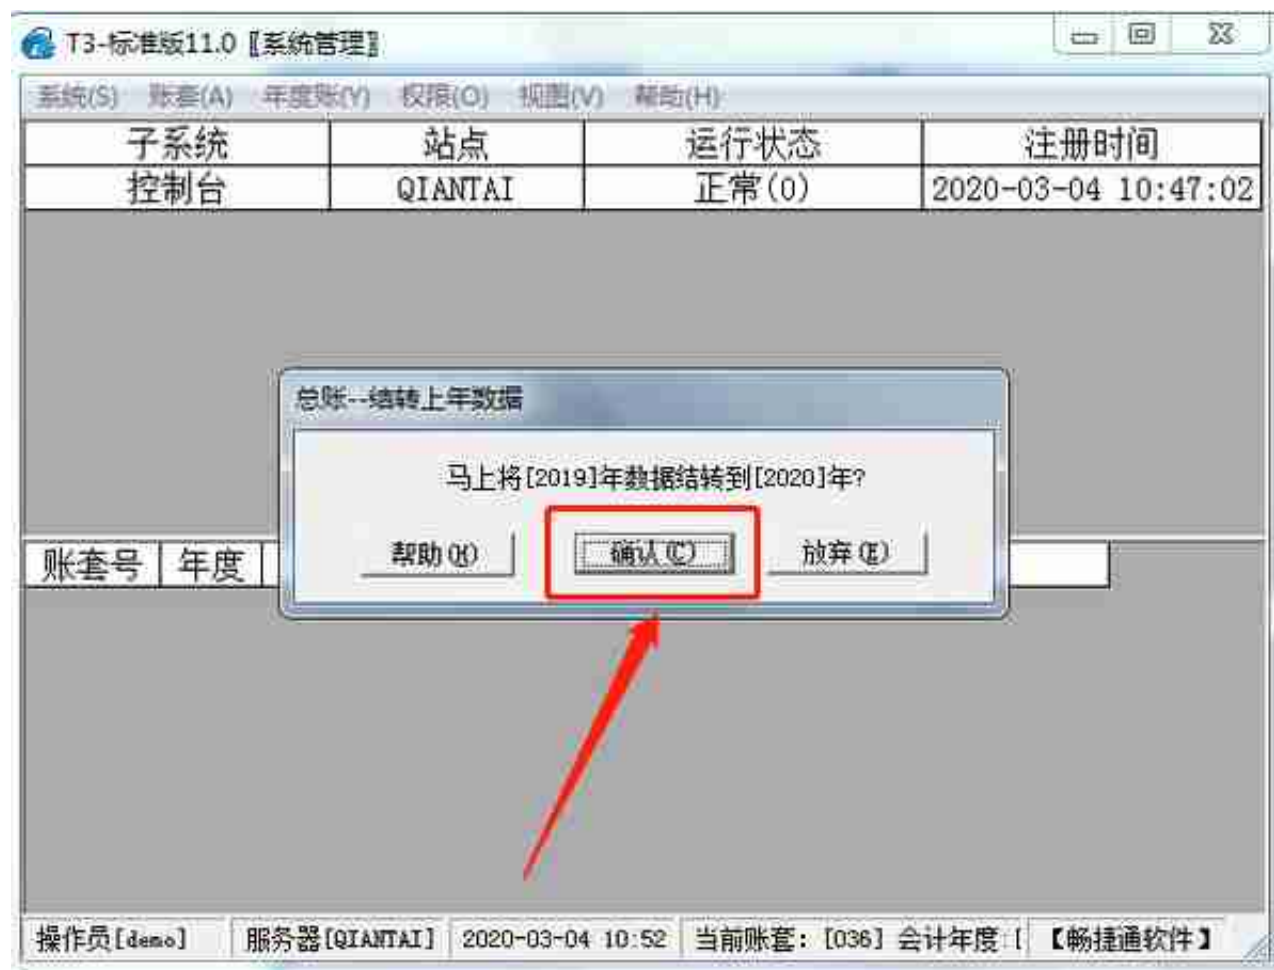 T3-标准版11.0〖系统管理〗
系统(S) 账套(A) 年度账(Y) 权限(O) 视图(V) 帮助(H)
子系统 站点 运行状态 注册时间
控制台 QIANTAI 正常(0) 2020-03-04 10:47:02
总账--结转上年数据
马上将[2019]年数据结转到[2020]年?
帮助(H) 确认(C) 放弃(E)
账套号 年度
操作员[demo] 服务器[QIANTAI] 2020-03-04 10:52 当前账套: [036] 会计年度 [ 【畅捷通软件】